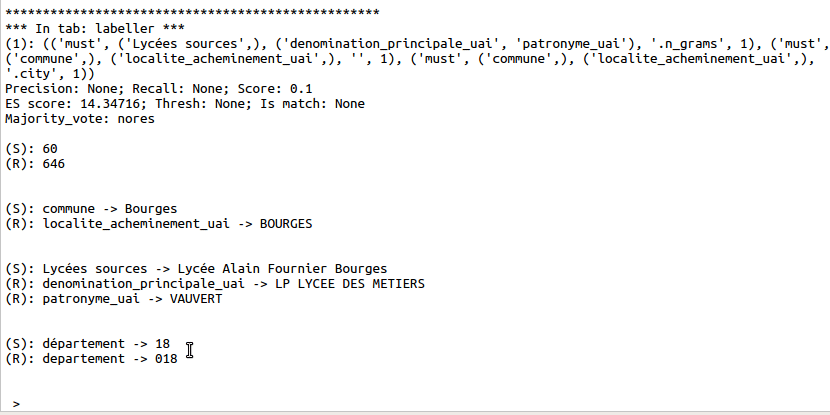 **************************************************
*** In tab: labeller ***
(1): (('must', ('Lycées sources',), ('denomination_principale_uai', 'patronyme_uai'), '.n_grams', 1), ('must',
('commune',), ('localite_acheminement_uai',), '', 1), ('must', ('commune',), ('localite_acheminement_uai',),
'.city', 1))
Precision: None; Recall: None; Score: 0.1
ES score: 14.34716; Thresh: None; Is match: None
Majority_vote: nores
(S): 60
(R): 646
(S): commune -> Bourges
(R): localite_acheminement_uai -> BOURGES
(S): Lycées sources -> Lycée Alain Fournier Bourges
(R): denomination_principale_uai -> LP LYCEE DES METIERS
(R): patronyme_uai -> VAUVERT
(S): département -> 18
(R): departement -> 018
>